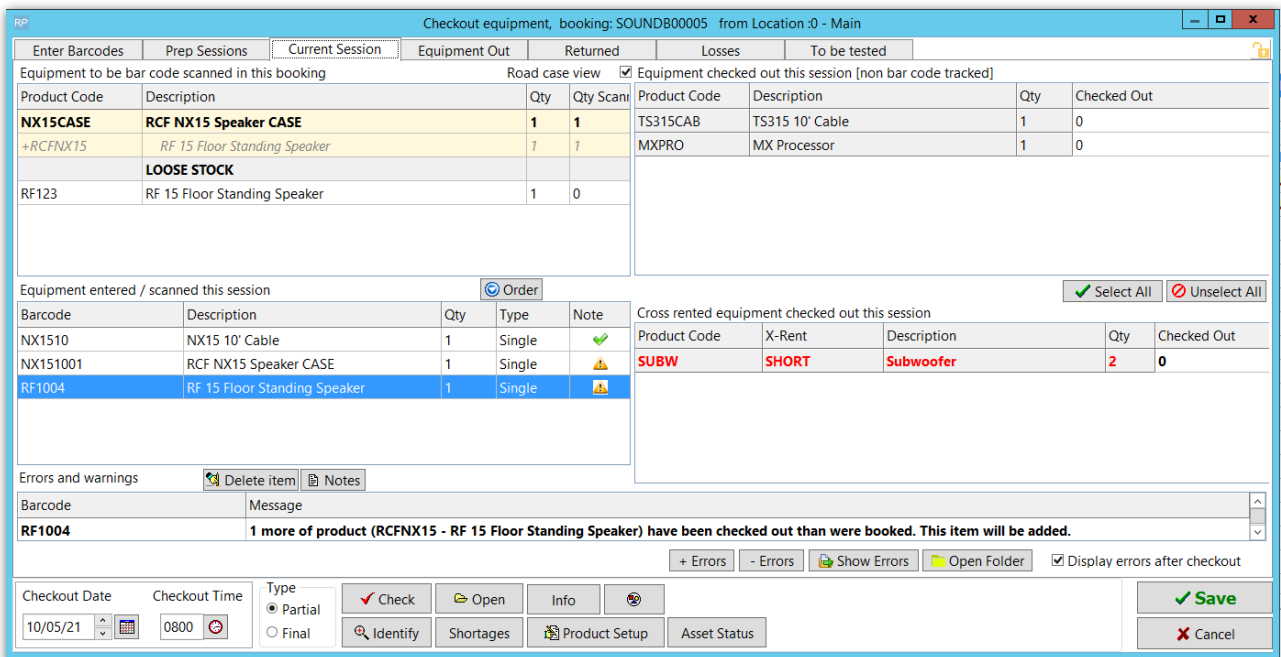 RP
Checkout equipment, booking: SOUNDB00005 from Location :0 - Main
Enter Barcodes Prep Sessions Current Session Equipment Out Returned Losses To be tested
Equipment to be bar code scanned in this booking Road case view
Product Code Description Qty Qty Scann
NX15CASE RCF NX15 Speaker CASE 1 1
+RCFNX15 RF 15 Floor Standing Speaker 1 1
LOOSE STOCK
RF123 RF 15 Floor Standing Speaker 1 0
Equipment checked out this session [non bar code tracked]
Product Code Description Qty Checked Out
TS315CAB TS315 10' Cable 1 0
MXPRO MX Processor 1 0
Select All Unselect All
Equipment entered / scanned this session Order
Barcode Description Qty Type Note
NX1510 NX15 10' Cable 1 Single
NX151001 RCF NX15 Speaker CASE 1 Single
RF1004 RF 15 Floor Standing Speaker 1 Single
Cross rented equipment checked out this session
Product Code X-Rent Description Qty Checked Out
SUBW SHORT Subwoofer 2 0
Errors and warnings Delete item Notes
Barcode Message
RF1004 1 more of product (RCFNX15 - RF 15 Floor Standing Speaker) have been checked out than were booked. This item will be added.
+ Errors - Errors Show Errors Open Folder Display errors after checkout
Checkout Date Checkout Time Type
10/05/21 0800 Partial
Final
Check Open Info
Identify Shortages Product Setup Asset Status
Save
Cancel